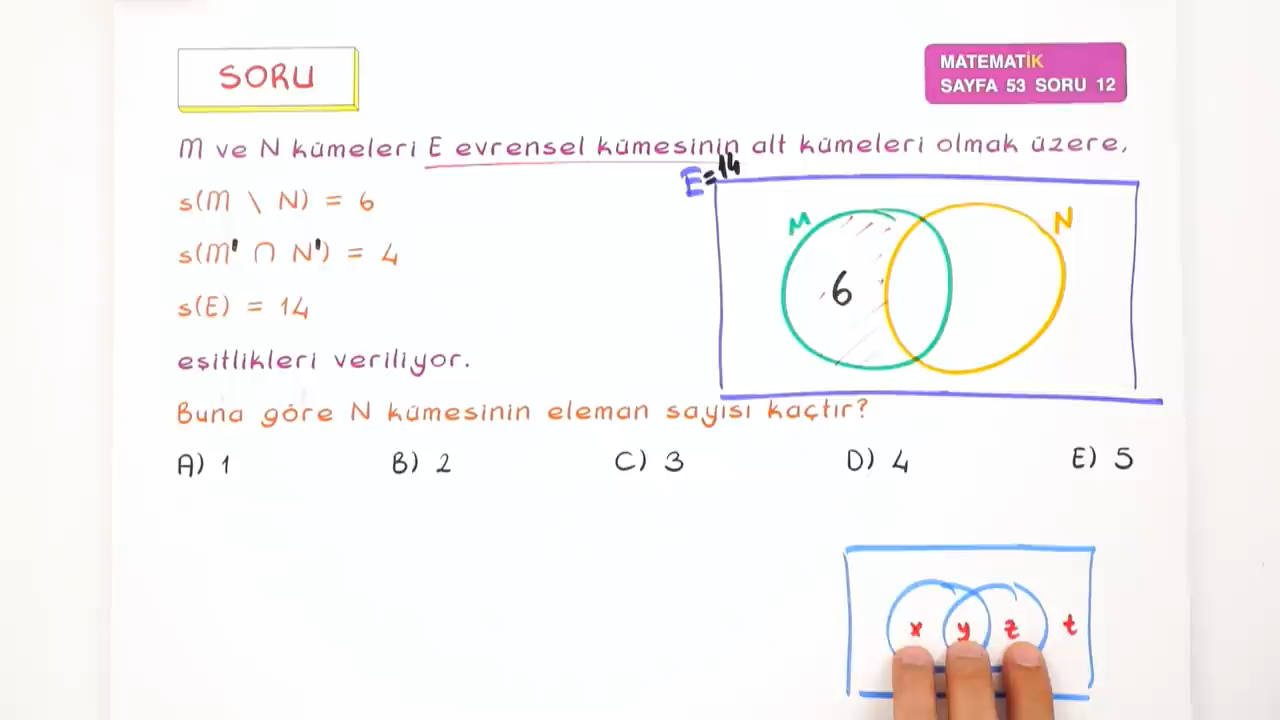 SORU
MATEMATİK
SAYFA 53 SORU 12
M ve N kümeleri E evrensel kümesinin alt kümeleri olmak üzere,
E=14
s(M \ N) = 6
s(M' ∩ N') = 4
s(E) = 14
M
N
6
eşitlikleri veriliyor.
Buna göre N kümesinin eleman sayısı kaçtır?
A) 1 B) 2 C) 3 D) 4 E) 5
x y z t